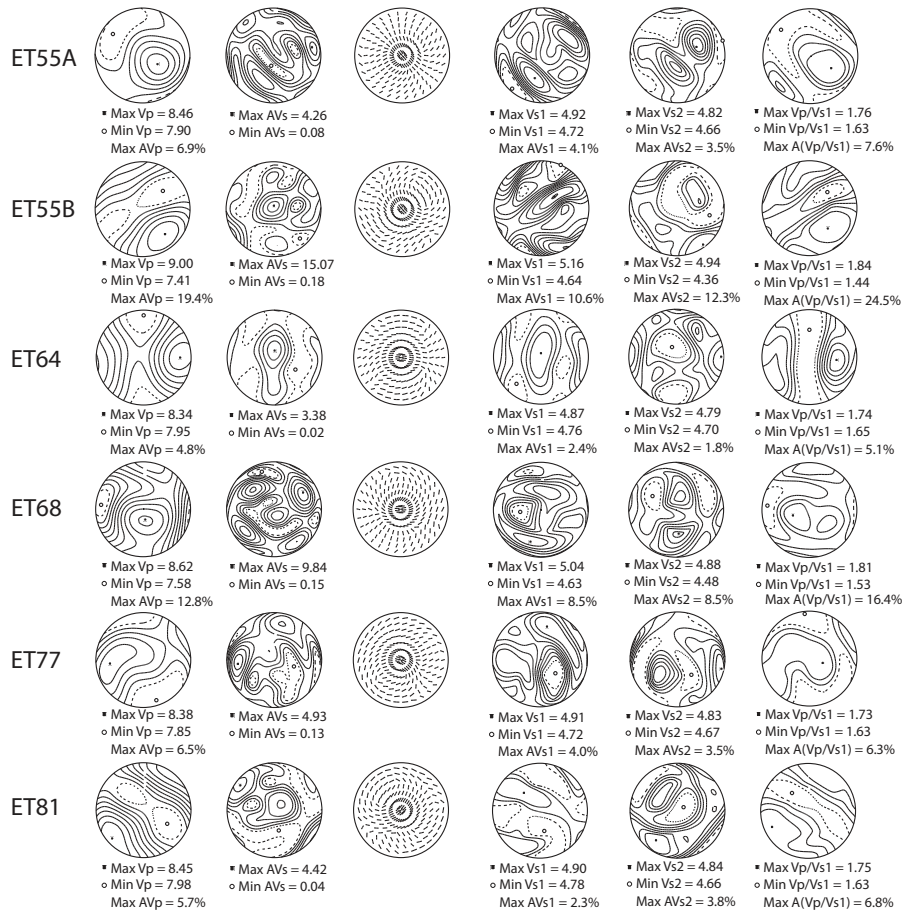 ET55A
■ Max Vp = 8.46
○ Min Vp = 7.90
Max AVp = 6.9%
■ Max AVs = 4.26
○ Min AVs = 0.08
■ Max Vs1 = 4.92
○ Min Vs1 = 4.72
Max AVs1 = 4.1%
■ Max Vs2 = 4.82
○ Min Vs2 = 4.66
Max AVs2 = 3.5%
■ Max Vp/Vs1 = 1.76
○ Min Vp/Vs1 = 1.63
Max A(Vp/Vs1) = 7.6%
ET55B
■ Max Vp = 9.00
○ Min Vp = 7.41
Max AVp = 19.4%
■ Max AVs = 15.07
○ Min AVs = 0.18
■ Max Vs1 = 5.16
○ Min Vs1 = 4.64
Max AVs1 = 10.6%
■ Max Vs2 = 4.94
○ Min Vs2 = 4.36
Max AVs2 = 12.3%
■ Max Vp/Vs1 = 1.84
○ Min Vp/Vs1 = 1.44
Max A(Vp/Vs1) = 24.5%
ET64
■ Max Vp = 8.34
○ Min Vp = 7.95
Max AVp = 4.8%
■ Max AVs = 3.38
○ Min AVs = 0.02
■ Max Vs1 = 4.87
○ Min Vs1 = 4.76
Max AVs1 = 2.4%
■ Max Vs2 = 4.79
○ Min Vs2 = 4.70
Max AVs2 = 1.8%
■ Max Vp/Vs1 = 1.74
○ Min Vp/Vs1 = 1.65
Max A(Vp/Vs1) = 5.1%
ET68
■ Max Vp = 8.62
○ Min Vp = 7.58
Max AVp = 12.8%
■ Max AVs = 9.84
○ Min AVs = 0.15
■ Max Vs1 = 5.04
○ Min Vs1 = 4.63
Max AVs1 = 8.5%
■ Max Vs2 = 4.88
○ Min Vs2 = 4.48
Max AVs2 = 8.5%
■ Max Vp/Vs1 = 1.81
○ Min Vp/Vs1 = 1.53
Max A(Vp/Vs1) = 16.4%
ET77
■ Max Vp = 8.38
○ Min Vp = 7.85
Max AVp = 6.5%
■ Max AVs = 4.93
○ Min AVs = 0.13
■ Max Vs1 = 4.91
○ Min Vs1 = 4.72
Max AVs1 = 4.0%
■ Max Vs2 = 4.83
○ Min Vs2 = 4.67
Max AVs2 = 3.5%
■ Max Vp/Vs1 = 1.73
○ Min Vp/Vs1 = 1.63
Max A(Vp/Vs1) = 6.3%
ET81
■ Max Vp = 8.45
○ Min Vp = 7.98
Max AVp = 5.7%
■ Max AVs = 4.42
○ Min AVs = 0.04
■ Max Vs1 = 4.90
○ Min Vs1 = 4.78
Max AVs1 = 2.3%
■ Max Vs2 = 4.84
○ Min Vs2 = 4.66
Max AVs2 = 3.8%
■ Max Vp/Vs1 = 1.75
○ Min Vp/Vs1 = 1.63
Max A(Vp/Vs1) = 6.8%